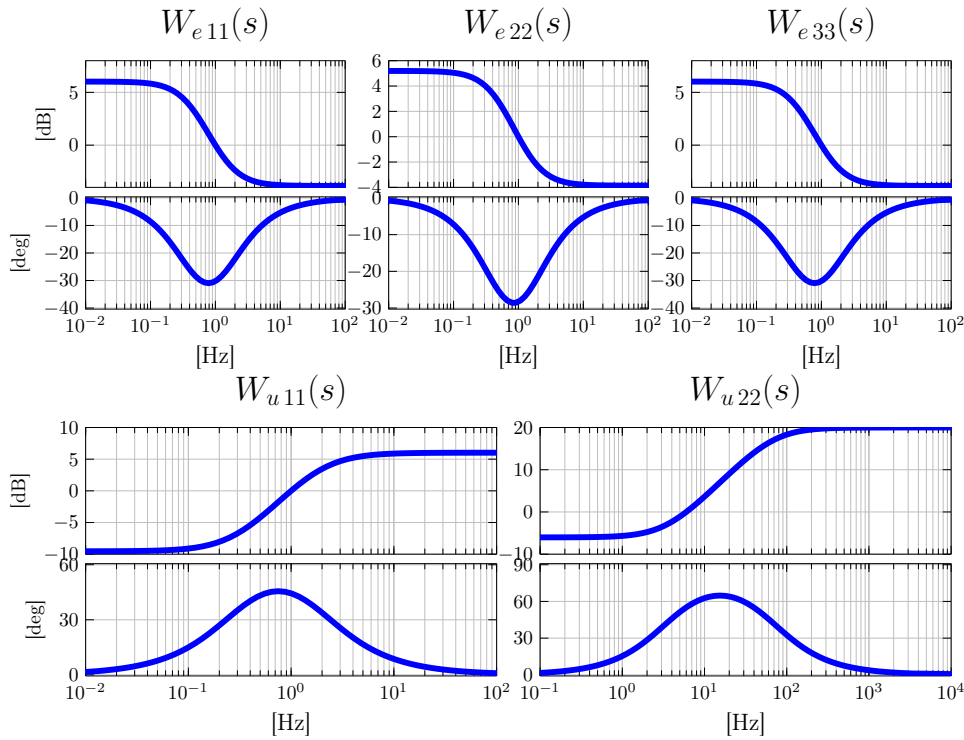 W_{e 11}(s) W_{e 22}(s) W_{e 33}(s)
[dB] 5 0
6 4 2 0 −2 −4
5 0
[deg] 0 −10 −20 −30 −40
0 −10 −20 −30
0 −10 −20 −30 −40
10^{−2} 10^{−1} 10^{0} 10^{1} 10^{2}
10^{−2} 10^{−1} 10^{0} 10^{1} 10^{2}
10^{−2} 10^{−1} 10^{0} 10^{1} 10^{2}
[Hz] [Hz] [Hz]
W_{u 11}(s) W_{u 22}(s)
[dB] 10 5 0 −5 −10
20 10 0 −10
[deg] 60 30 0
90 60 30 0
10^{−2} 10^{−1} 10^{0} 10^{1} 10^{2}
10^{−1} 10^{0} 10^{1} 10^{2} 10^{3} 10^{4}
[Hz] [Hz]